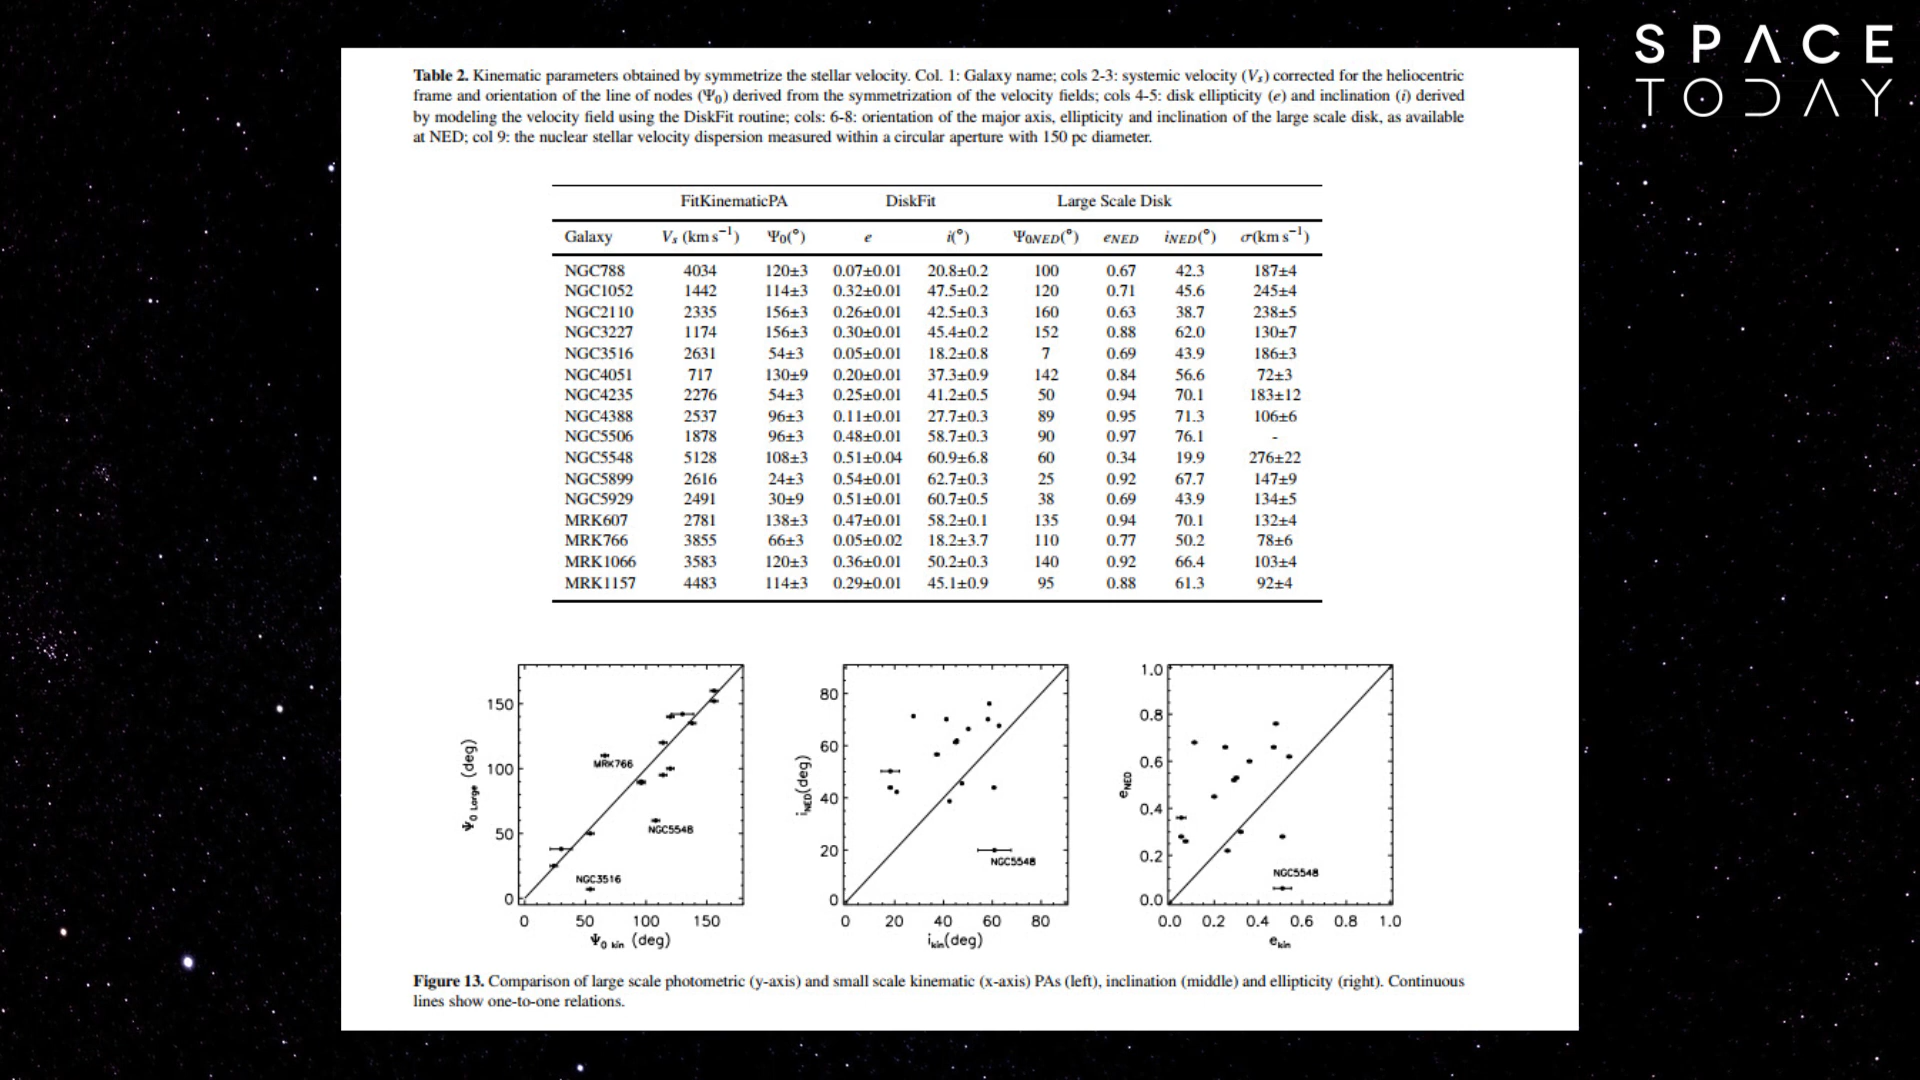 SPACE
TODAY
Table 2. Kinematic parameters obtained by symmetrize the stellar velocity. Col. 1: Galaxy name; cols 2-3: systemic velocity (Vs) corrected for the heliocentric
frame and orientation of the line of nodes (Ψ0) derived from the symmetrization of the velocity fields; cols 4-5: disk ellipticity (e) and inclination (i) derived
by modeling the velocity field using the DiskFit routine; cols: 6-8: orientation of the major axis, ellipticity and inclination of the large scale disk, as available
at NED; col 9: the nuclear stellar velocity dispersion measured within a circular aperture with 150 pc diameter.
FitKinematicPA DiskFit Large Scale Disk
Galaxy Vs (km s−1) Ψ0(°) e i(°) Ψ0NED(°) eNED iNED(°) σ(km s−1)
NGC788 4034 120±3 0.07±0.01 20.8±0.2 100 0.67 42.3 187±4
NGC1052 1442 114±3 0.32±0.01 47.5±0.2 120 0.71 45.6 245±4
NGC2110 2335 156±3 0.26±0.01 42.5±0.3 160 0.63 38.7 238±5
NGC3227 1174 156±3 0.30±0.01 45.4±0.2 152 0.88 62.0 130±7
NGC3516 2631 54±3 0.05±0.01 18.2±0.8 7 0.69 43.9 186±3
NGC4051 717 130±9 0.20±0.01 37.3±0.9 142 0.84 56.6 72±3
NGC4235 2276 54±3 0.25±0.01 41.2±0.5 50 0.94 70.1 183±12
NGC4388 2537 96±3 0.11±0.01 27.7±0.3 89 0.95 71.3 106±6
NGC5506 1878 96±3 0.48±0.01 58.7±0.3 90 0.97 76.1 -
NGC5548 5128 108±3 0.51±0.04 60.9±6.8 60 0.34 19.9 276±22
NGC5899 2616 24±3 0.54±0.01 62.7±0.3 25 0.92 67.7 147±9
NGC5929 2491 30±9 0.51±0.01 60.7±0.5 38 0.69 43.9 134±5
MRK607 2781 138±3 0.47±0.01 58.2±0.1 135 0.94 70.1 132±4
MRK766 3855 66±3 0.05±0.02 18.2±3.7 110 0.77 50.2 78±6
MRK1066 3583 120±3 0.36±0.01 50.2±0.3 140 0.92 66.4 103±4
MRK1157 4483 114±3 0.29±0.01 45.1±0.9 95 0.88 61.3 92±4
Ψ0 Large (deg)
150
100
50
0
MRK766
NGC5548
NGC3516
0 50 100 150
Ψ0 kin (deg)
iNED(deg)
80
60
40
20
0
NGC5548
0 20 40 60 80
ikin(deg)
eNED
1.0
0.8
0.6
0.4
0.2
0.0
NGC5548
0.0 0.2 0.4 0.6 0.8 1.0
ekin
Figure 13. Comparison of large scale photometric (y-axis) and small scale kinematic (x-axis) PAs (left), inclination (middle) and ellipticity (right). Continuous
lines show one-to-one relations.